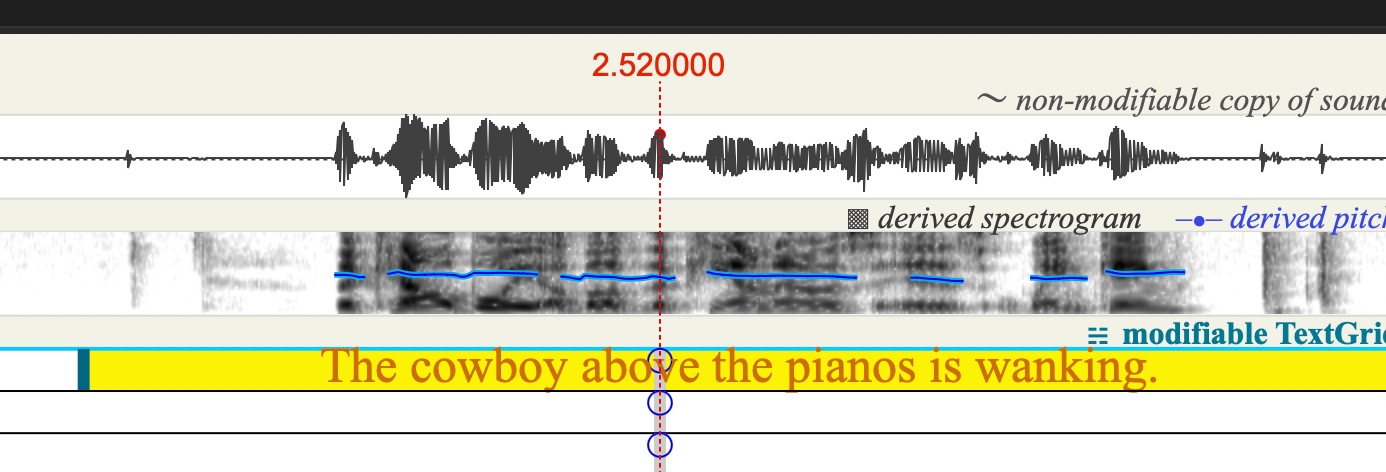 2.520000
～ non-modifiable copy of sound
derived spectrogram derived pitch
modifiable TextGrid
The cowboy above the pianos is wanking.